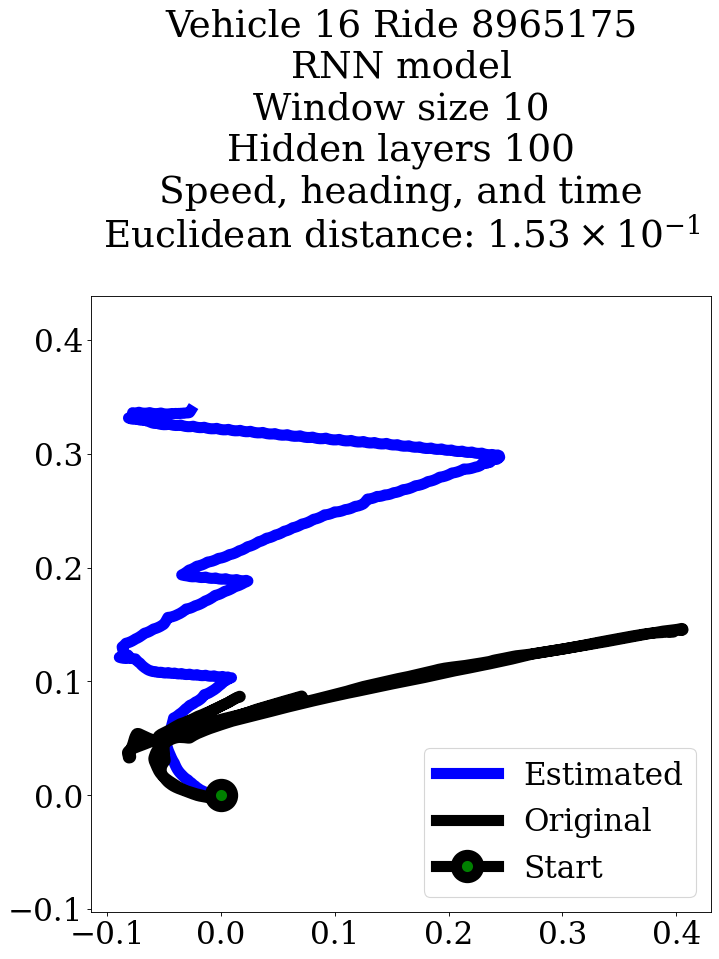 Vehicle 16 Ride 8965175
RNN model
Window size 10
Hidden layers 100
Speed, heading, and time
Euclidean distance: 1.53 × 10⁻¹
0.4
0.3
0.2
0.1
0.0
−0.1
Estimated
Original
Start
−0.1 0.0 0.1 0.2 0.3 0.4